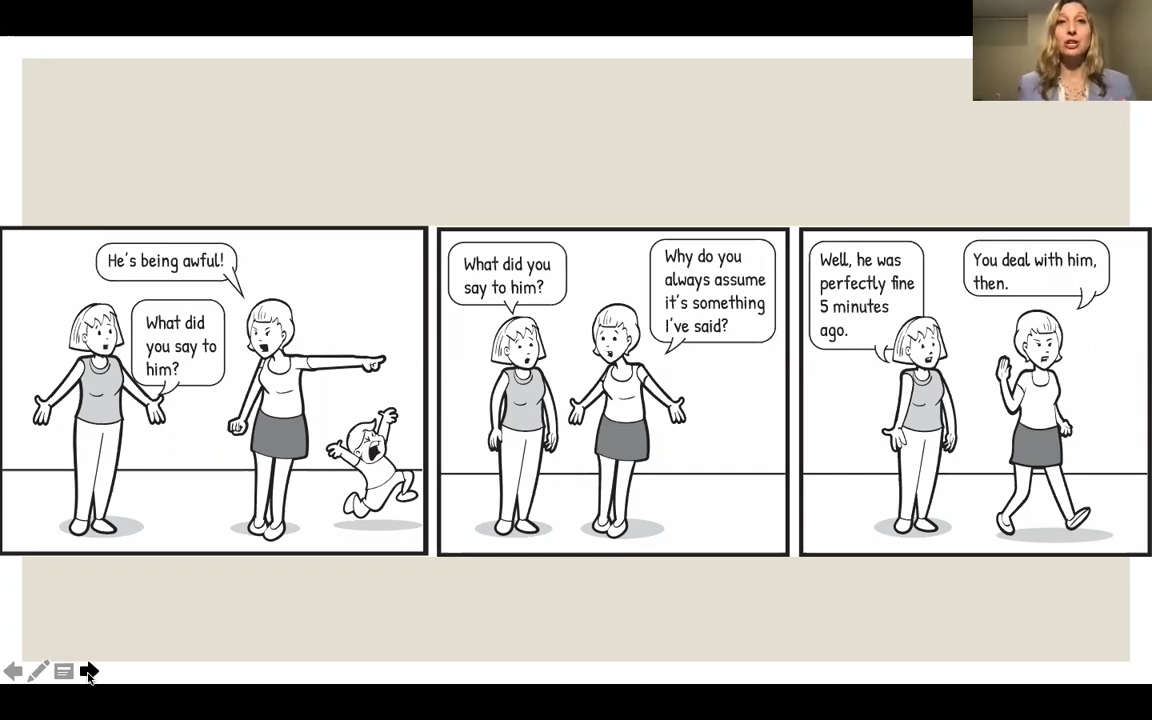 He's being awful!
What did
you say to
him?
What did you
say to him?
Why do you
always assume
it's something
I've said?
Well, he was
perfectly fine
5 minutes
ago.
You deal with him,
then.